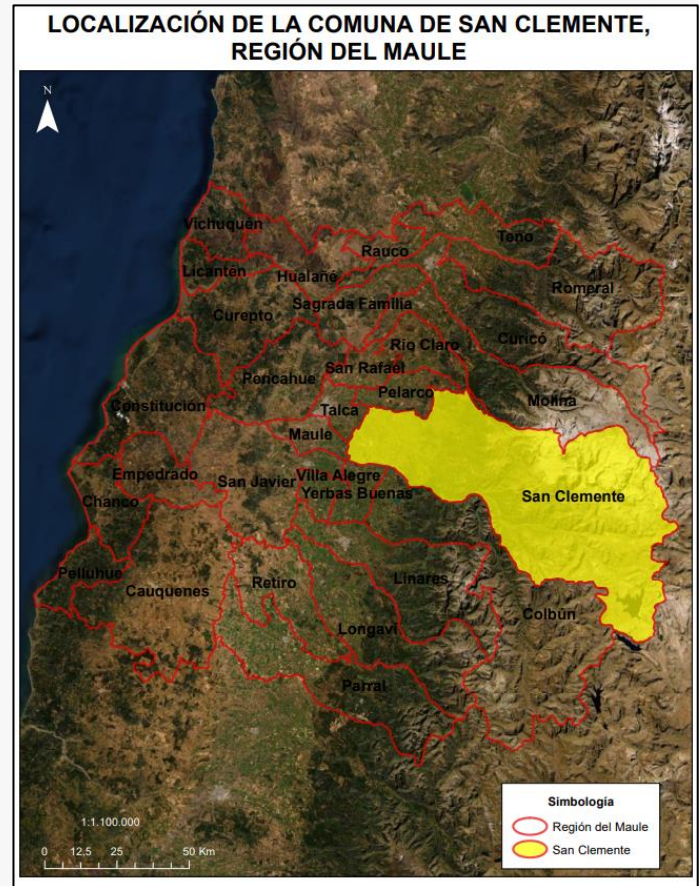 LOCALIZACIÓN DE LA COMUNA DE SAN CLEMENTE,
REGIÓN DEL MAULE
N
Vichuquén
Teno
Rauco
Licantén
Hualañé
Romeral
Sagrada Familia
Curepto
Río Claro
Curicó
San Rafael
Pencahue
Pelarco
Molina
Constitución
Talca
Maule
Empedrado
Villa Alegre
San Javier
Yerbas Buenas
San Clemente
Chanco
Pelluhue
Cauquenes
Retiro
Linares
Colbún
Longaví
Parral
Simbología
Región del Maule
San Clemente
1:1.100.000
0 12,5 25 50 Km